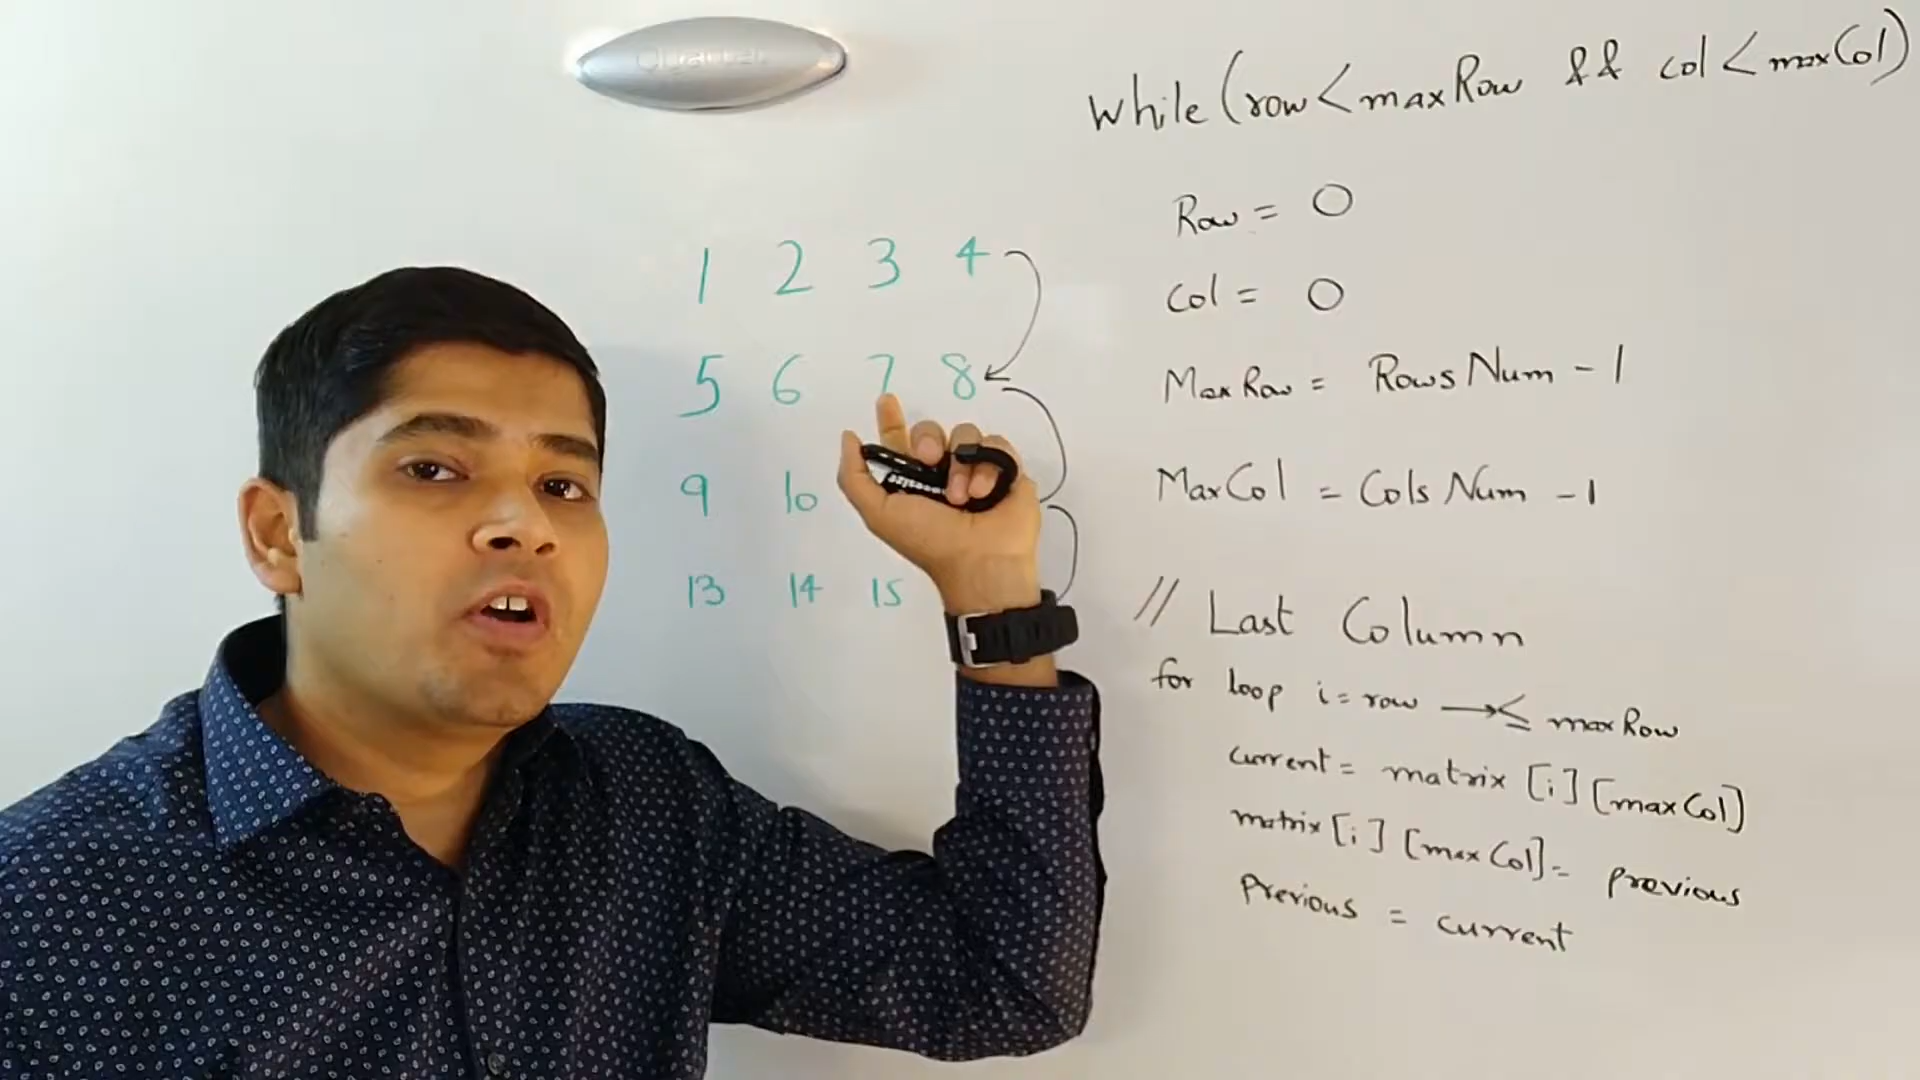 while (row < maxRow && col < maxCol)
Row = 0
Col = 0
MaxRow = RowsNum - 1
MaxCol = ColsNum - 1
// Last Column
for loop i = row → ≤ maxRow
current = matrix [i] [maxCol]
matrix [i] [maxCol] = previous
Previous = current
1 2 3 4
5 6 7 8
9 10
13 14 15